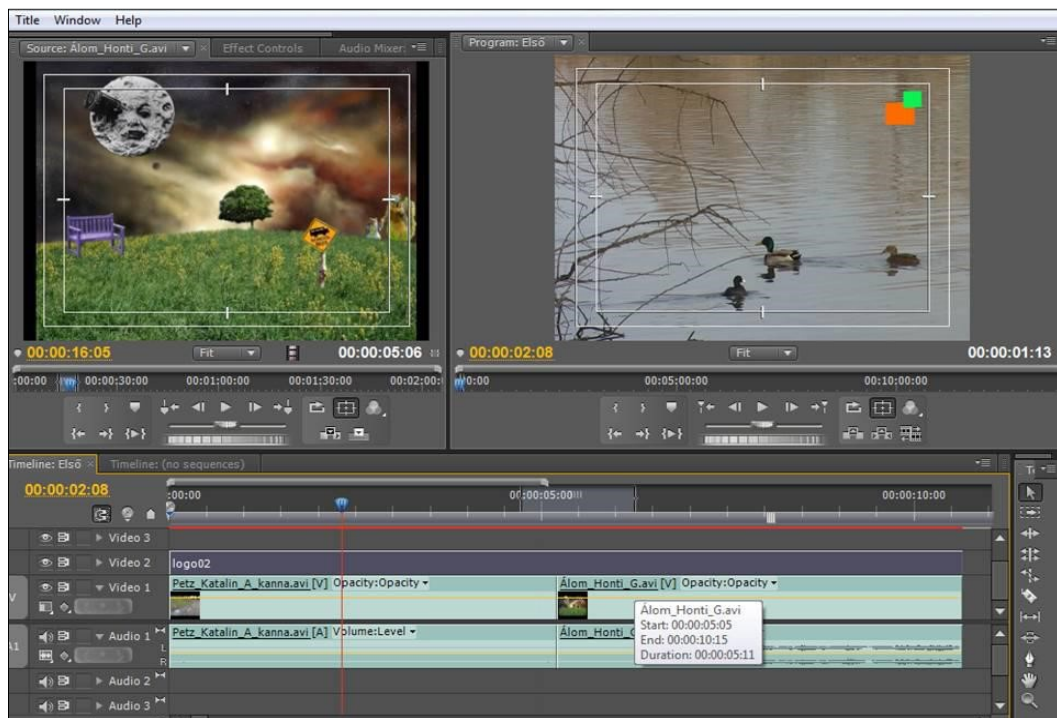 Title Window Help
Source: Álom_Honti_G.avi Effect Controls Audio Mixer:
Program: Első
00:00:16:05 Fit 00:00:05:06
00:00:02:08 Fit 00:00:01:13
:00:00 00:00:30:00 00:01:00:00 00:01:30:00 00:02:00:
0:00 00:05:00:00 00:10:00:00
Timeline: Első Timeline: (no sequences)
00:00:02:08
:00:00 00:00:05:00 00:00:10:00
Video 3
Video 2 logo02
Video 1 Petz_Katalin_A_kanna.avi [V] Opacity:Opacity Álom_Honti_G.avi [V] Opacity:Opacity
V
Álom_Honti_G.avi
Start: 00:00:05:05
End: 00:00:10:15
Duration: 00:00:05:11
A1 Audio 1 Petz_Katalin_A_kanna.avi [A] Volume:Level Álom_Honti_G
L
R
Audio 2
Audio 3